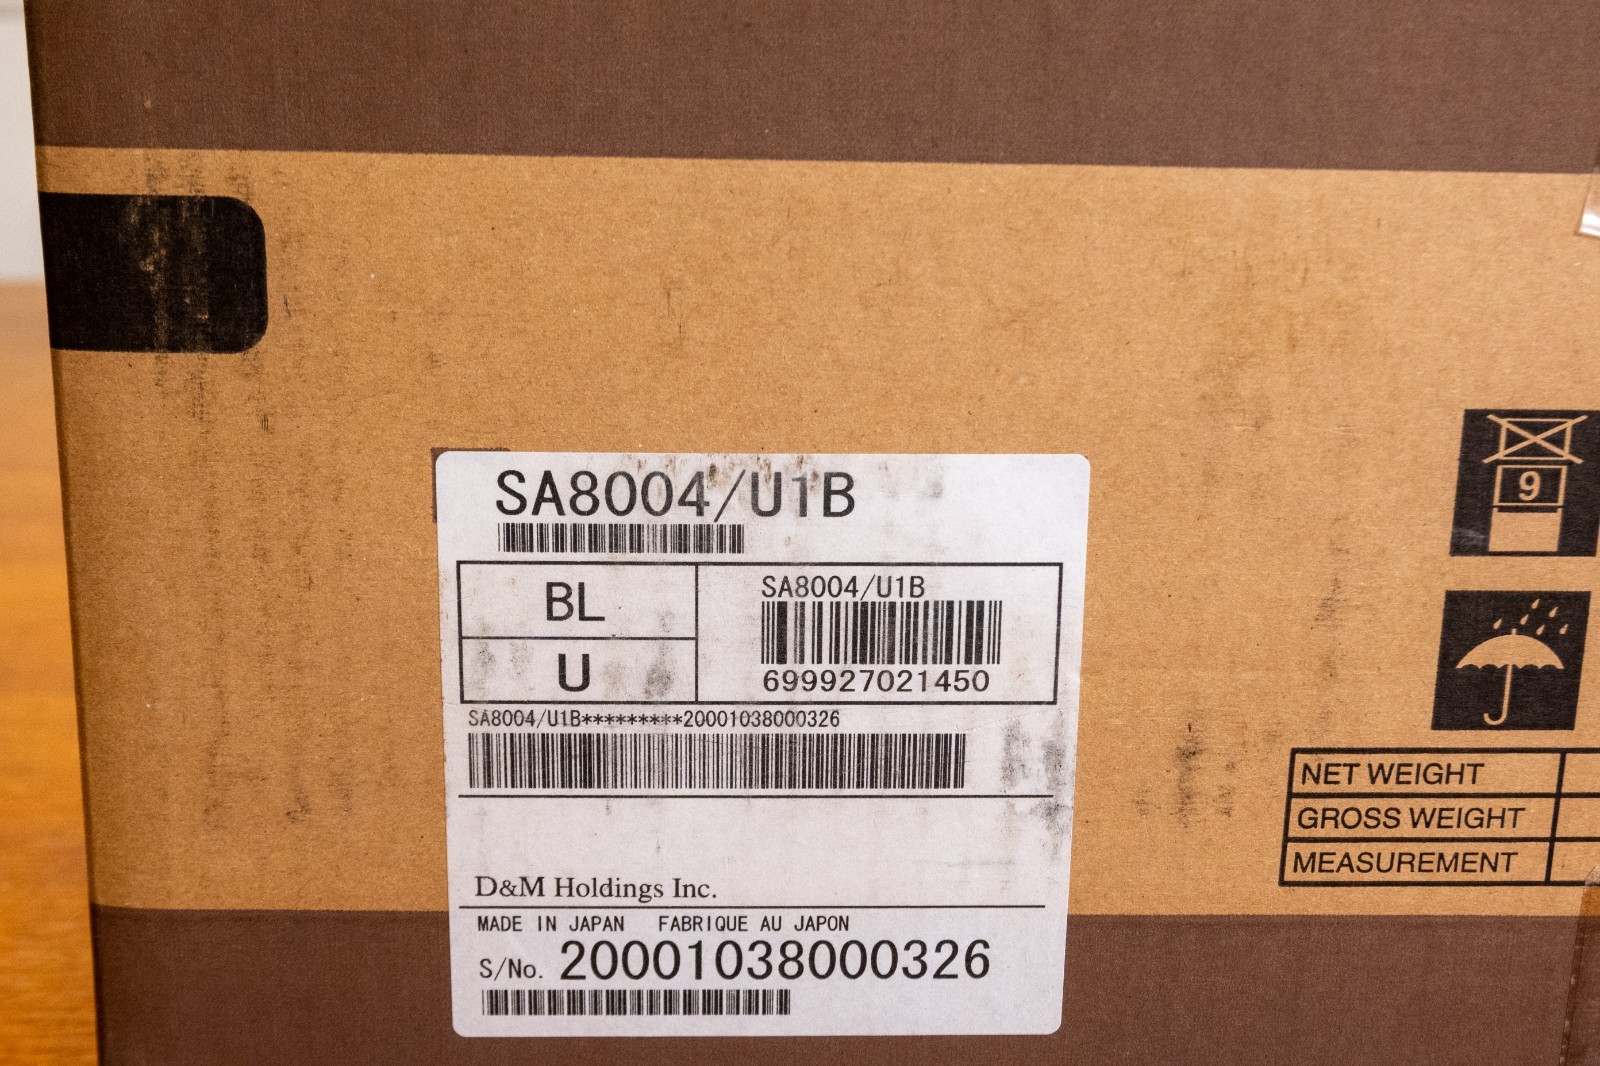 SA8004/U1B
BL
U
SA8004/U1B
699927021450
SA8004/U1B*********20001038000326
D&M Holdings Inc.
MADE IN JAPAN FABRIQUE AU JAPON
S/No. 20001038000326
9
NET WEIGHT
GROSS WEIGHT
MEASUREMENT